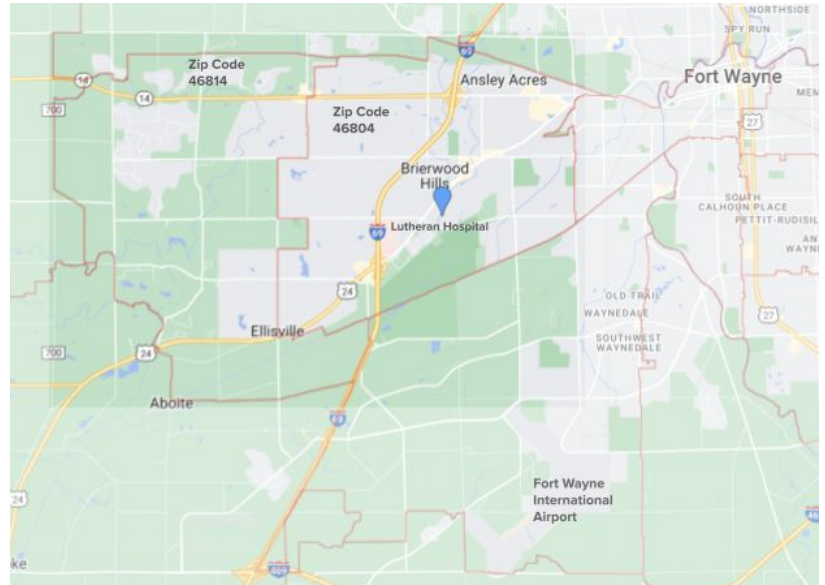 NORTHSIDE
SPY RUN
69
Zip Code
46814
Ansley Acres
Fort Wayne
14
14
700
Zip Code
46804
27
Brierwood
Hills
SOUTH
CALHOUN PLACE
PETTIT-RUDISIL
Lutheran Hospital
69
24
OLD TRAIL
WAYNEDALE
27
Ellisville
SOUTHWEST
WAYNEDALE
700
24
Aboite
69
24
Fort Wayne
International
Airport
469